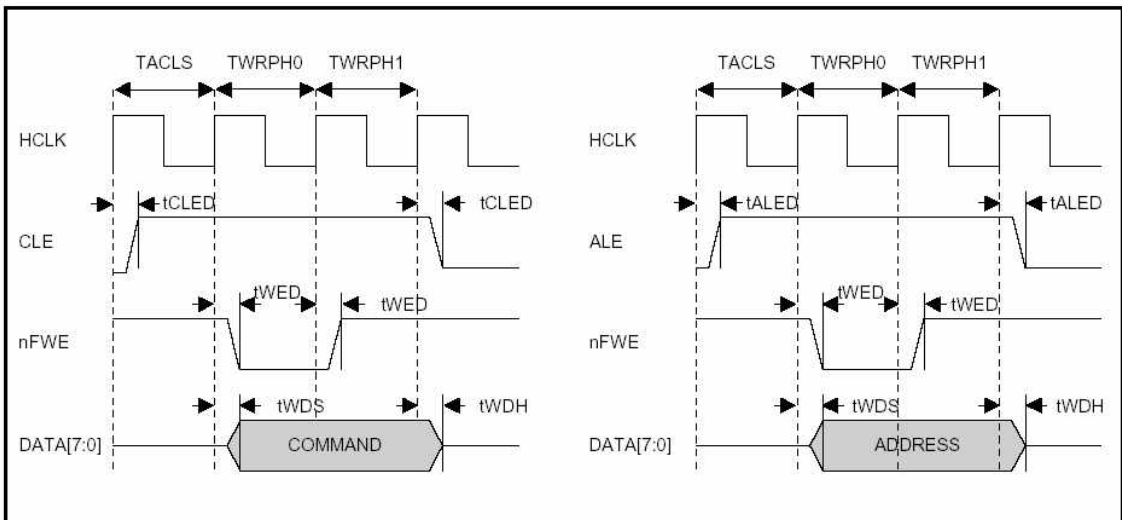 TACLS TWRPH0 TWRPH1
HCLK
tCLED tCLED
CLE
tWED tWED
nFWE
tWDS tWDH
DATA[7:0] COMMAND
TACLS TWRPH0 TWRPH1
HCLK
tALED tALED
ALE
tWED tWED
nFWE
tWDS tWDH
DATA[7:0] ADDRESS